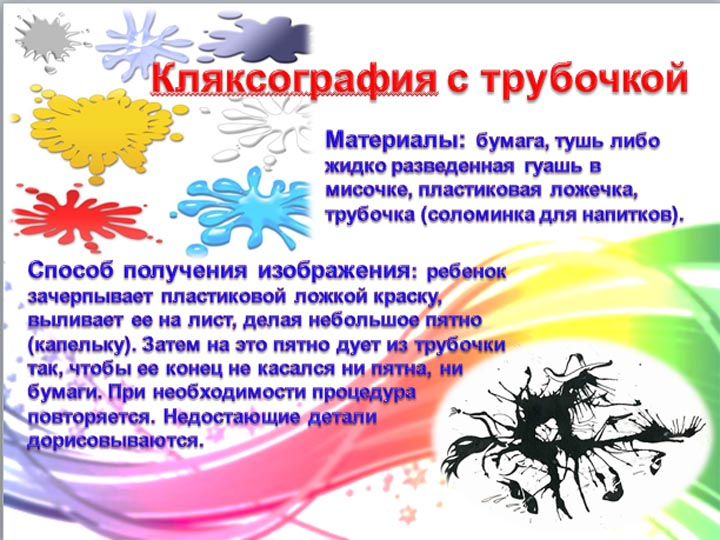 Кляксография с трубочкой
Материалы: бумага, тушь либо
жидко разведенная гуашь в
мисочке, пластиковая ложечка,
трубочка (соломинка для напитков).
Способ получения изображения: ребенок
зачерпывает пластиковой ложкой краску,
выливает ее на лист, делая небольшое пятно
(капельку). Затем на это пятно дует из трубочки
так, чтобы ее конец не касался ни пятна, ни
бумаги. При необходимости процедура
повторяется. Недостающие детали
дорисовываются.